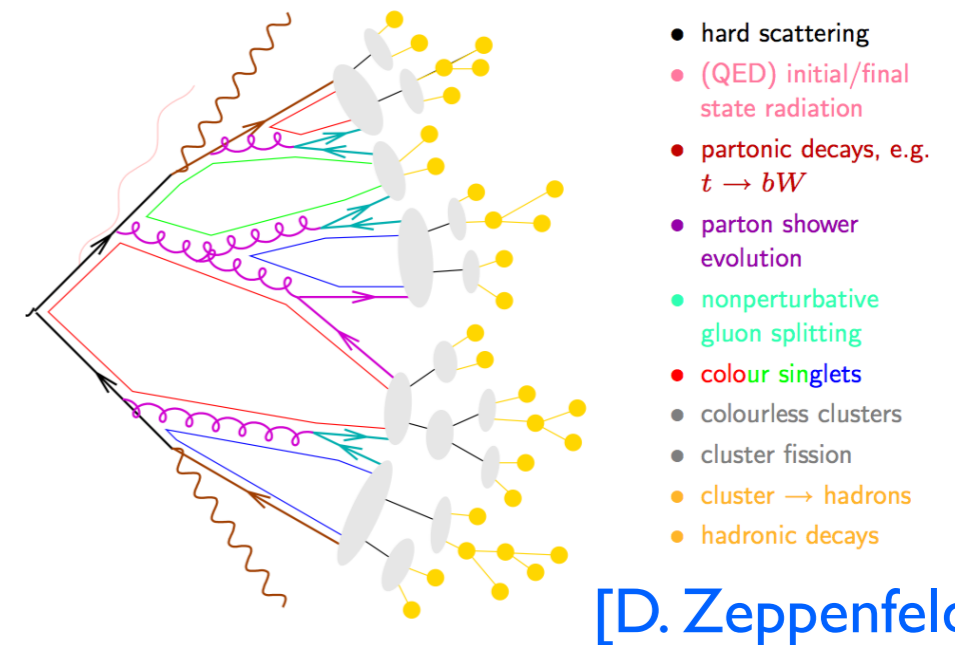 • hard scattering
• (QED) initial/final
state radiation
• partonic decays, e.g.
t → bW
• parton shower
evolution
• nonperturbative
gluon splitting
• colour singlets
• colourless clusters
• cluster fission
• cluster → hadrons
• hadronic decays
[D. Zeppenfeld